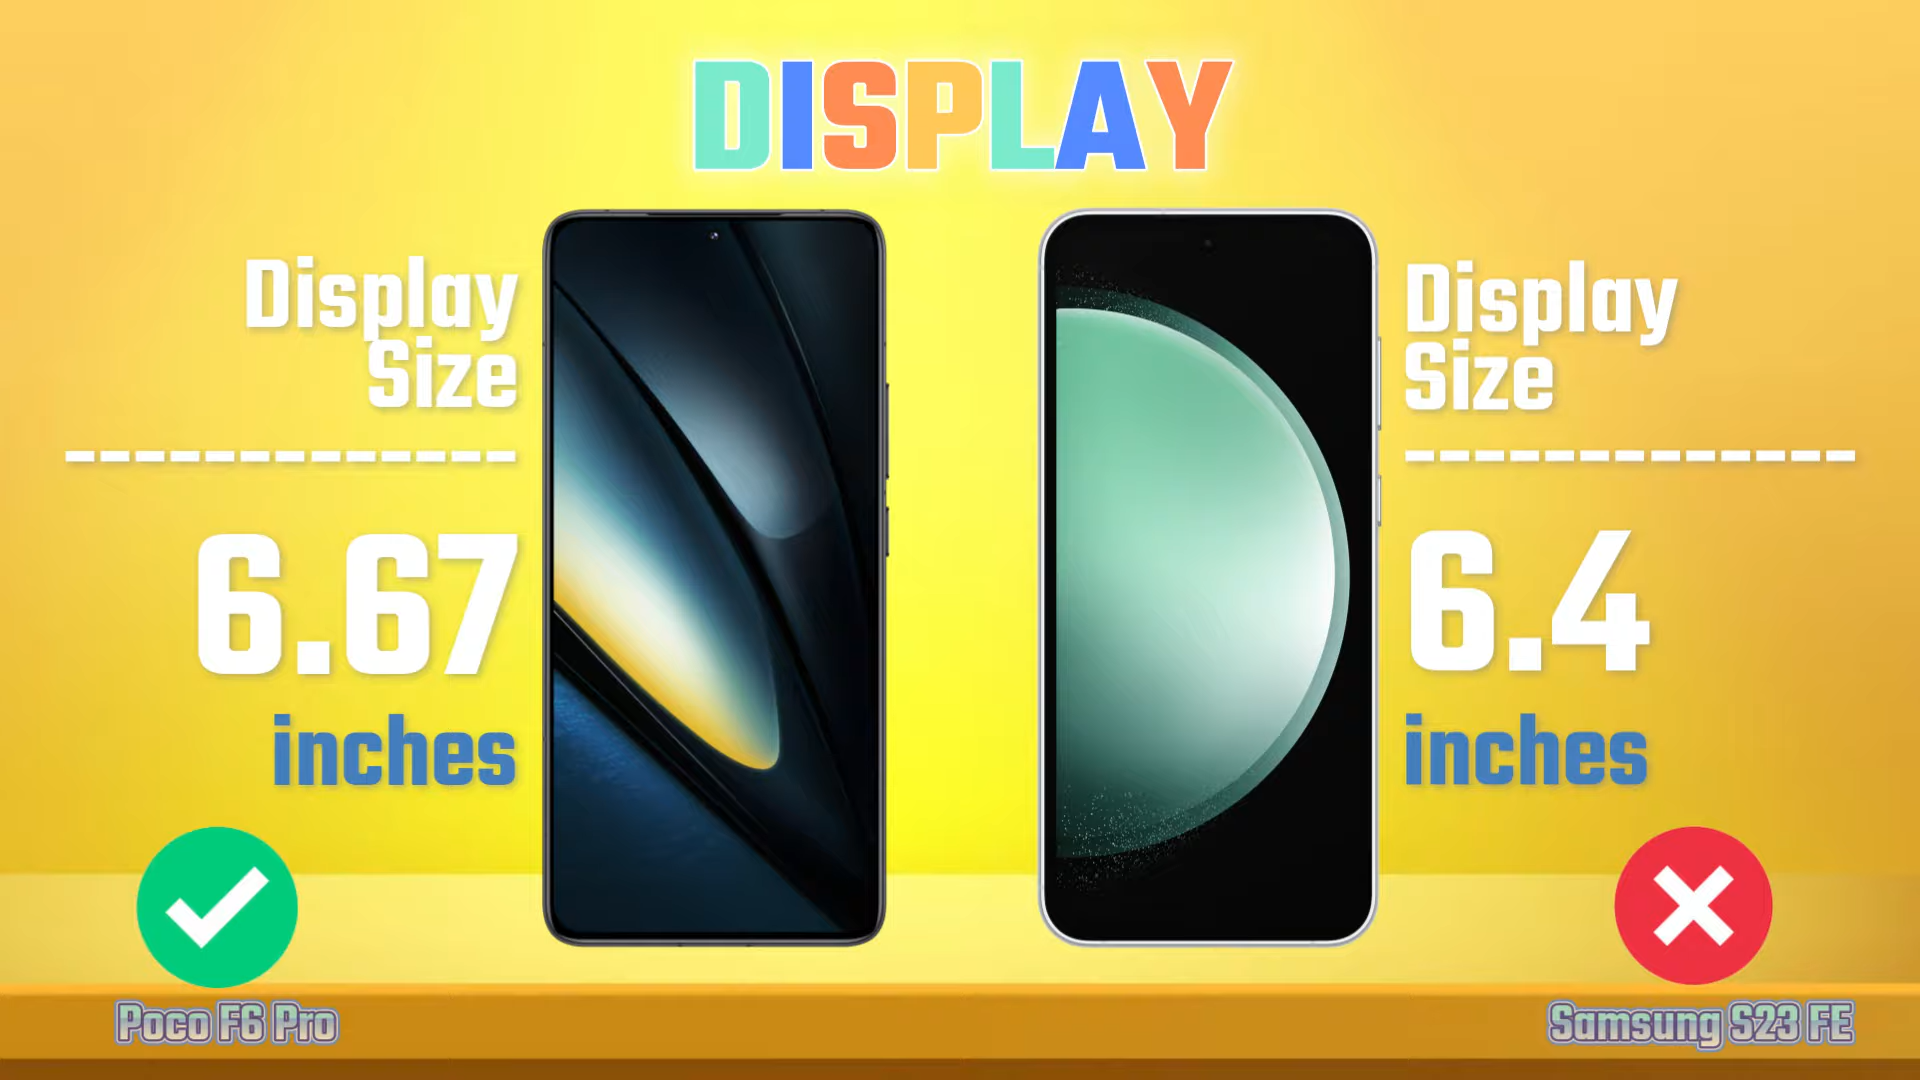 DISPLAY
Display
Size
-------------
6.67
inches
Poco F6 Pro
Display
Size
-------------
6.4
inches
Samsung S23 FE